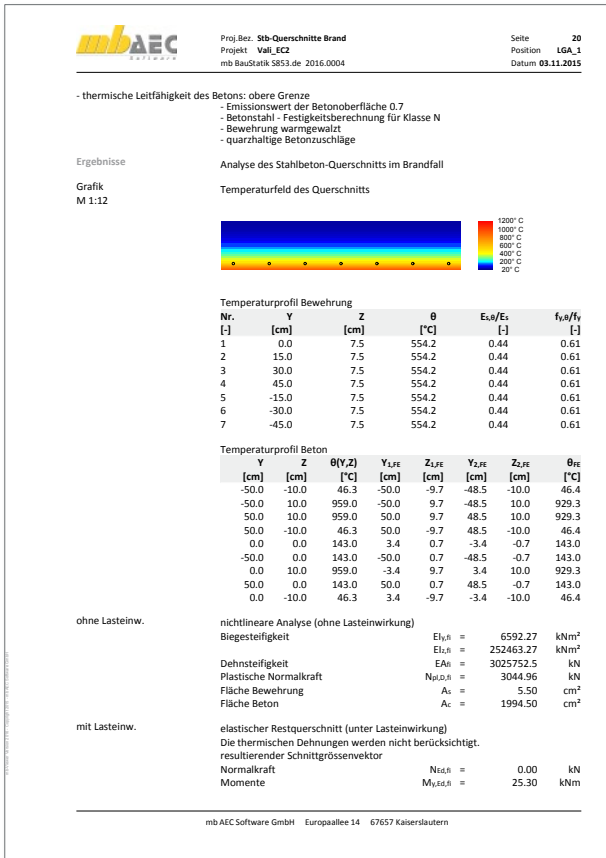 mb AEC
Software
Proj.Bez. Stb-Querschnitte Brand
Projekt Vali_EC2
mb BauStatik S853.de 2016.0004
Seite 20
Position LGA_1
Datum 03.11.2015
- thermische Leitfähigkeit des Betons: obere Grenze
- Emissionswert der Betonoberfläche 0.7
- Betonstahl - Festigkeitsberechnung für Klasse N
- Bewehrung warmgewalzt
- quarzhaltige Betonzuschläge
Ergebnisse Analyse des Stahlbeton-Querschnitts im Brandfall
Grafik Temperaturfeld des Querschnitts
M 1:12
1200° C
1000° C
800° C
600° C
400° C
200° C
20° C
Temperaturprofil Bewehrung
Nr. Y Z θ Es,θ/Es fy,θ/fy
[-] [cm] [cm] [°C] [-] [-]
1 0.0 7.5 554.2 0.44 0.61
2 15.0 7.5 554.2 0.44 0.61
3 30.0 7.5 554.2 0.44 0.61
4 45.0 7.5 554.2 0.44 0.61
5 -15.0 7.5 554.2 0.44 0.61
6 -30.0 7.5 554.2 0.44 0.61
7 -45.0 7.5 554.2 0.44 0.61
Temperaturprofil Beton
Y Z θ(Y,Z) Y1,FE Z1,FE Y2,FE Z2,FE θFE
[cm] [cm] [°C] [cm] [cm] [cm] [cm] [°C]
-50.0 -10.0 46.3 -50.0 -9.7 -48.5 -10.0 46.4
-50.0 10.0 959.0 -50.0 9.7 -48.5 10.0 929.3
50.0 10.0 959.0 50.0 9.7 48.5 10.0 929.3
50.0 -10.0 46.3 50.0 -9.7 48.5 -10.0 46.4
0.0 0.0 143.0 3.4 0.7 -3.4 -0.7 143.0
-50.0 0.0 143.0 -50.0 0.7 -48.5 -0.7 143.0
0.0 10.0 959.0 -3.4 9.7 3.4 10.0 929.3
50.0 0.0 143.0 50.0 0.7 48.5 -0.7 143.0
0.0 -10.0 46.3 3.4 -9.7 -3.4 -10.0 46.4
ohne Lasteinw. nichtlineare Analyse (ohne Lasteinwirkung)
Biegesteifigkeit EIy,fi = 6592.27 kNm²
EIz,fi = 252463.27 kNm²
Dehnsteifigkeit EAfi = 3025752.5 kN
Plastische Normalkraft Npl,D,fi = 3044.96 kN
Fläche Bewehrung As = 5.50 cm²
Fläche Beton Ac = 1994.50 cm²
mit Lasteinw. elastischer Restquerschnitt (unter Lasteinwirkung)
Die thermischen Dehnungen werden nicht berücksichtigt.
resultierender Schnittgrössenvektor
Normalkraft NEd,fi = 0.00 kN
Momente My,Ed,fi = 25.30 kNm
mb AEC Software GmbH Europaallee 14 67657 Kaiserslautern